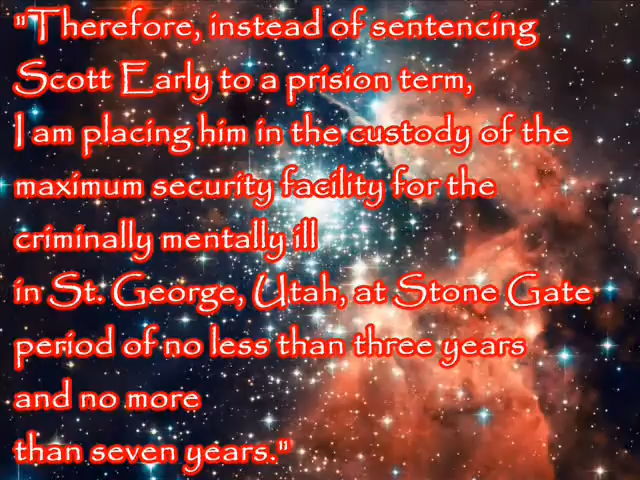 "Therefore, instead of sentencing
Scott Early to a prision term,
I am placing him in the custody of the
maximum security facility for the
criminally mentally ill
in St. George, Utah, at Stone Gate
period of no less than three years
and no more
than seven years."